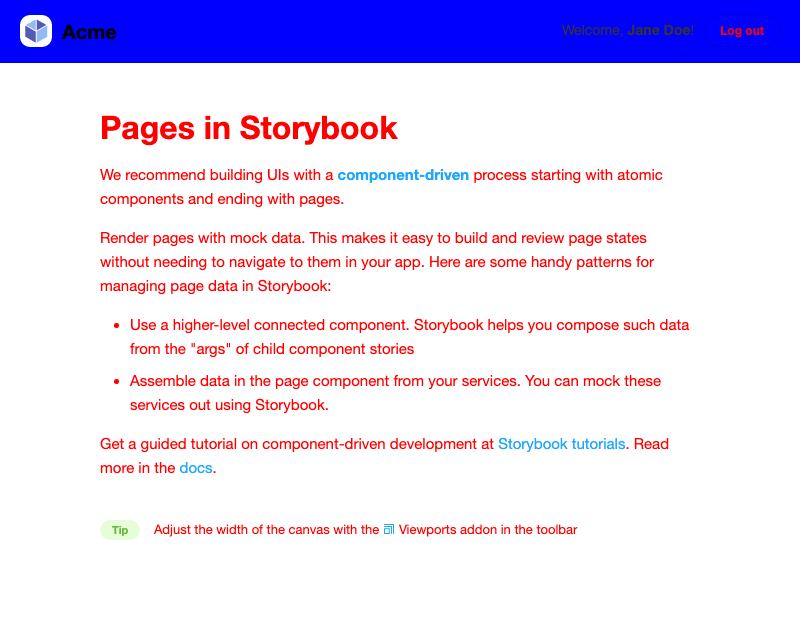 Acme
Welcome, Jane Doe!
Log out
Pages in Storybook
We recommend building UIs with a component-driven process starting with atomic
components and ending with pages.
Render pages with mock data. This makes it easy to build and review page states
without needing to navigate to them in your app. Here are some handy patterns for
managing page data in Storybook:
Use a higher-level connected component. Storybook helps you compose such data
from the "args" of child component stories
Assemble data in the page component from your services. You can mock these
services out using Storybook.
Get a guided tutorial on component-driven development at Storybook tutorials. Read
more in the docs.
Tip
Adjust the width of the canvas with the Viewports addon in the toolbar